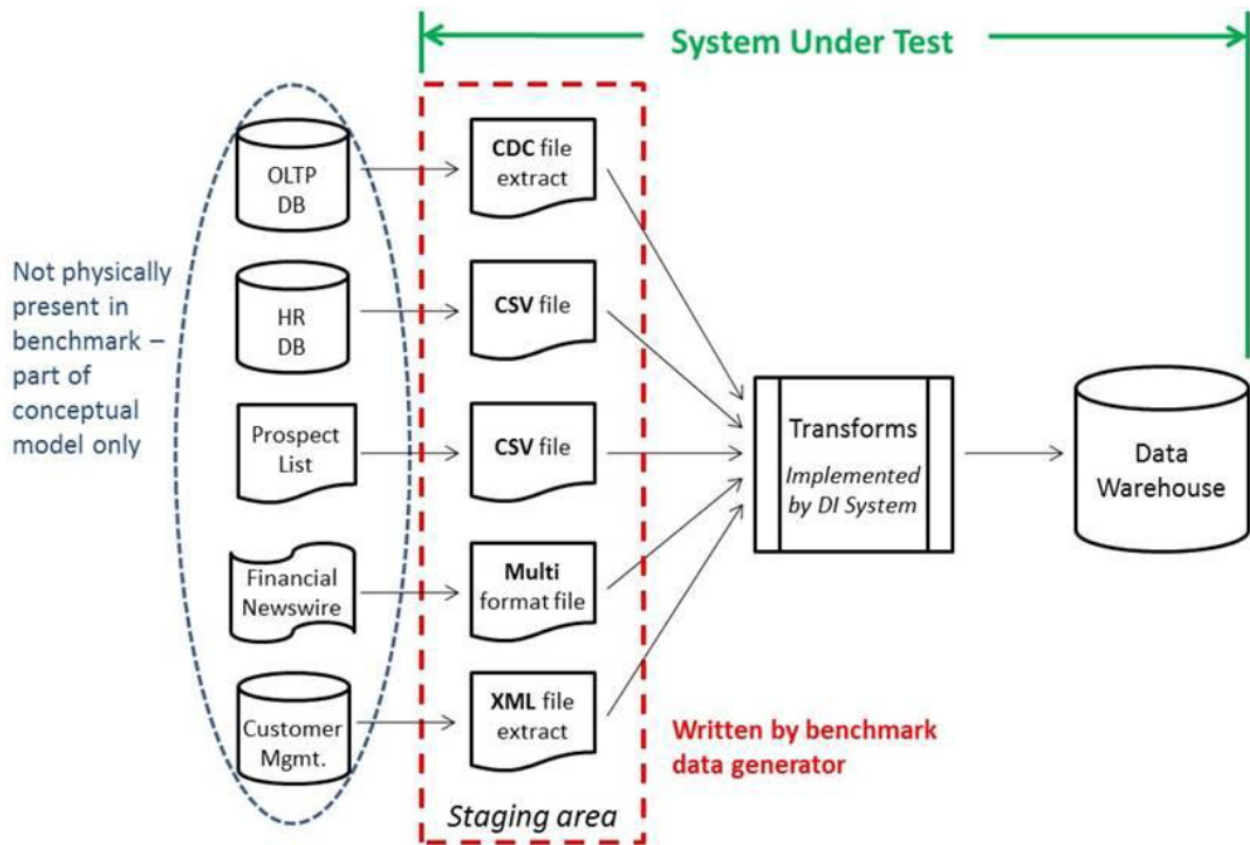 System Under Test
OLTP
DB
CDC file
extract
Not physically
present in
benchmark –
part of
conceptual
model only
HR
DB
CSV file
Prospect
List
CSV file
Transforms
Implemented
by DI System
Data
Warehouse
Financial
Newswire
Multi
format file
Customer
Mgmt.
XML file
extract
Written by benchmark
data generator
Staging area